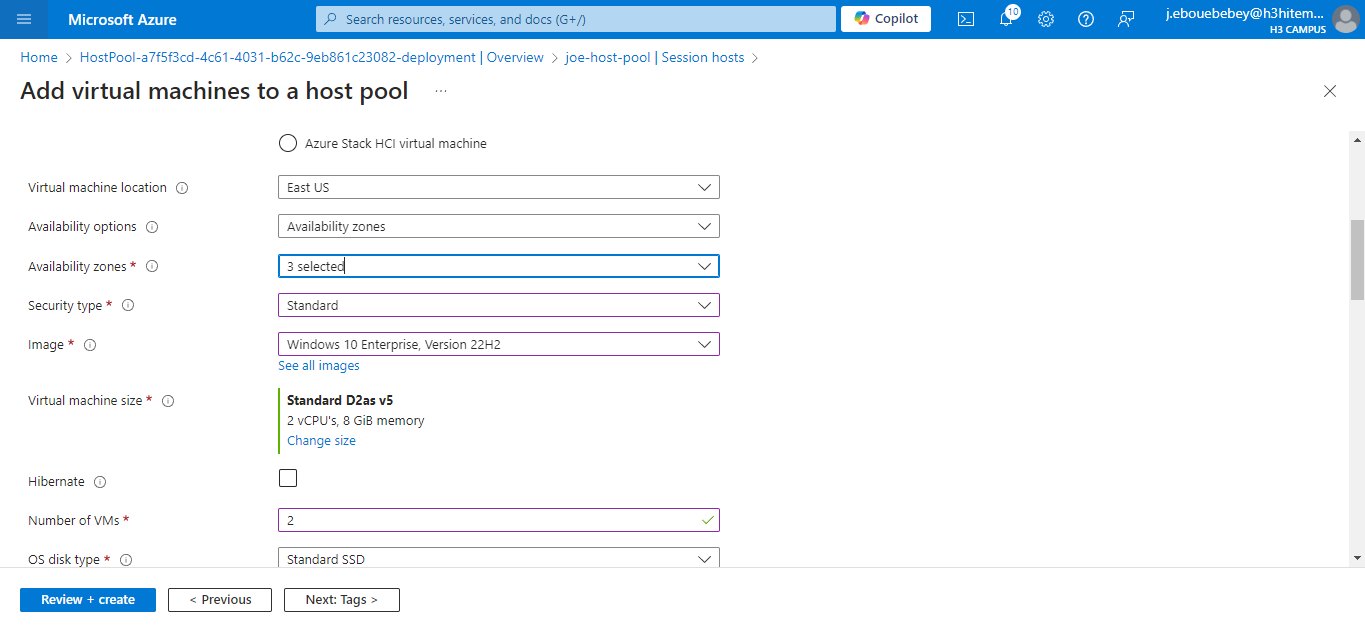 Microsoft Azure
Search resources, services, and docs (G+/)
Copilot
10
j.ebouebebey@h3hitem...
H3 CAMPUS
Home > HostPool-a7f5f3cd-4c61-4031-b62c-9eb861c23082-deployment | Overview > joe-host-pool | Session hosts >
Add virtual machines to a host pool ...
Azure Stack HCI virtual machine
Virtual machine location
East US
Availability options
Availability zones
Availability zones *
3 selected
Security type *
Standard
Image *
Windows 10 Enterprise, Version 22H2
See all images
Virtual machine size *
Standard D2as v5
2 vCPU's, 8 GiB memory
Change size
Hibernate
Number of VMs *
2
OS disk type *
Standard SSD
Review + create
< Previous
Next: Tags >